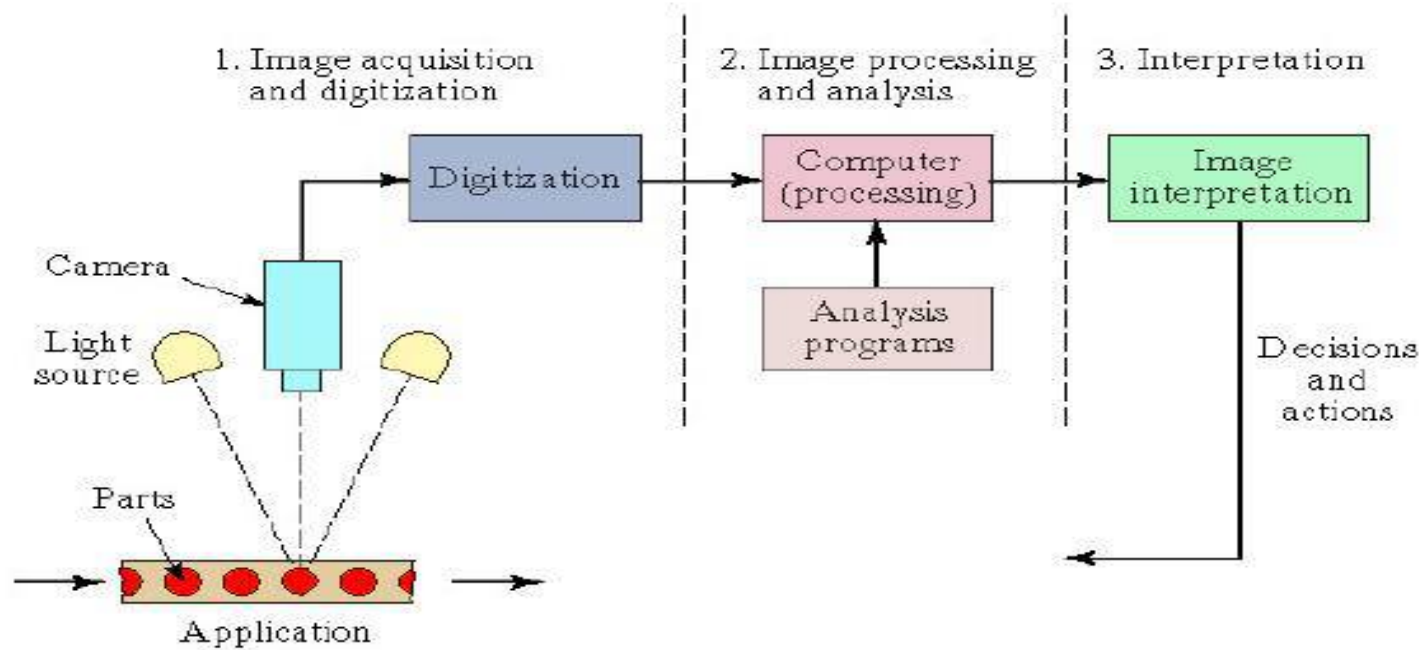 1. Image acquisition
and digitization
2. Image processing
and analysis
3. Interpretation
Digitization
Computer
(processing)
Image
interpretation
Camera
Light
source
Analysis
programs
Decisions
and
actions
Parts
Application